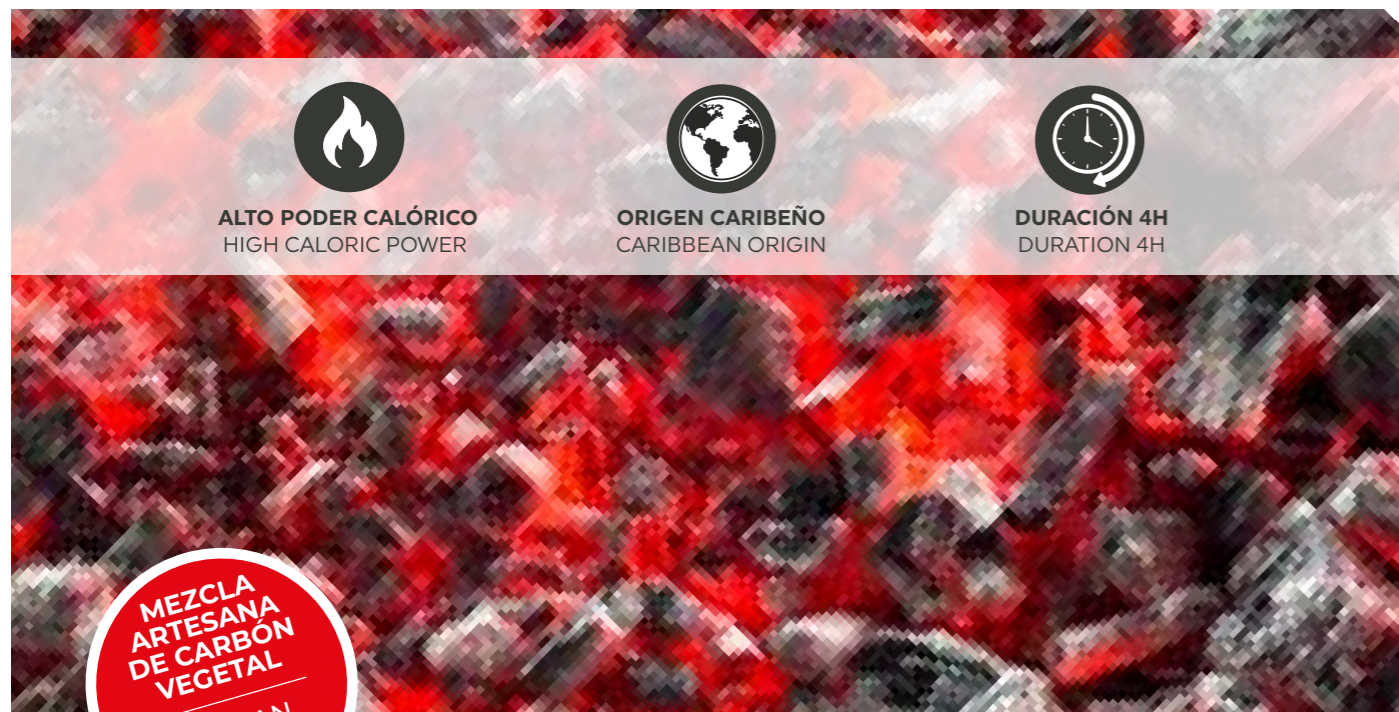 ALTO PODER CALÓRICO
HIGH CALORIC POWER
ORIGEN CARIBEÑO
CARIBBEAN ORIGIN
DURACIÓN 4H
DURATION 4H
MEZCLA
ARTESANA
DE CARBÓN
VEGETAL